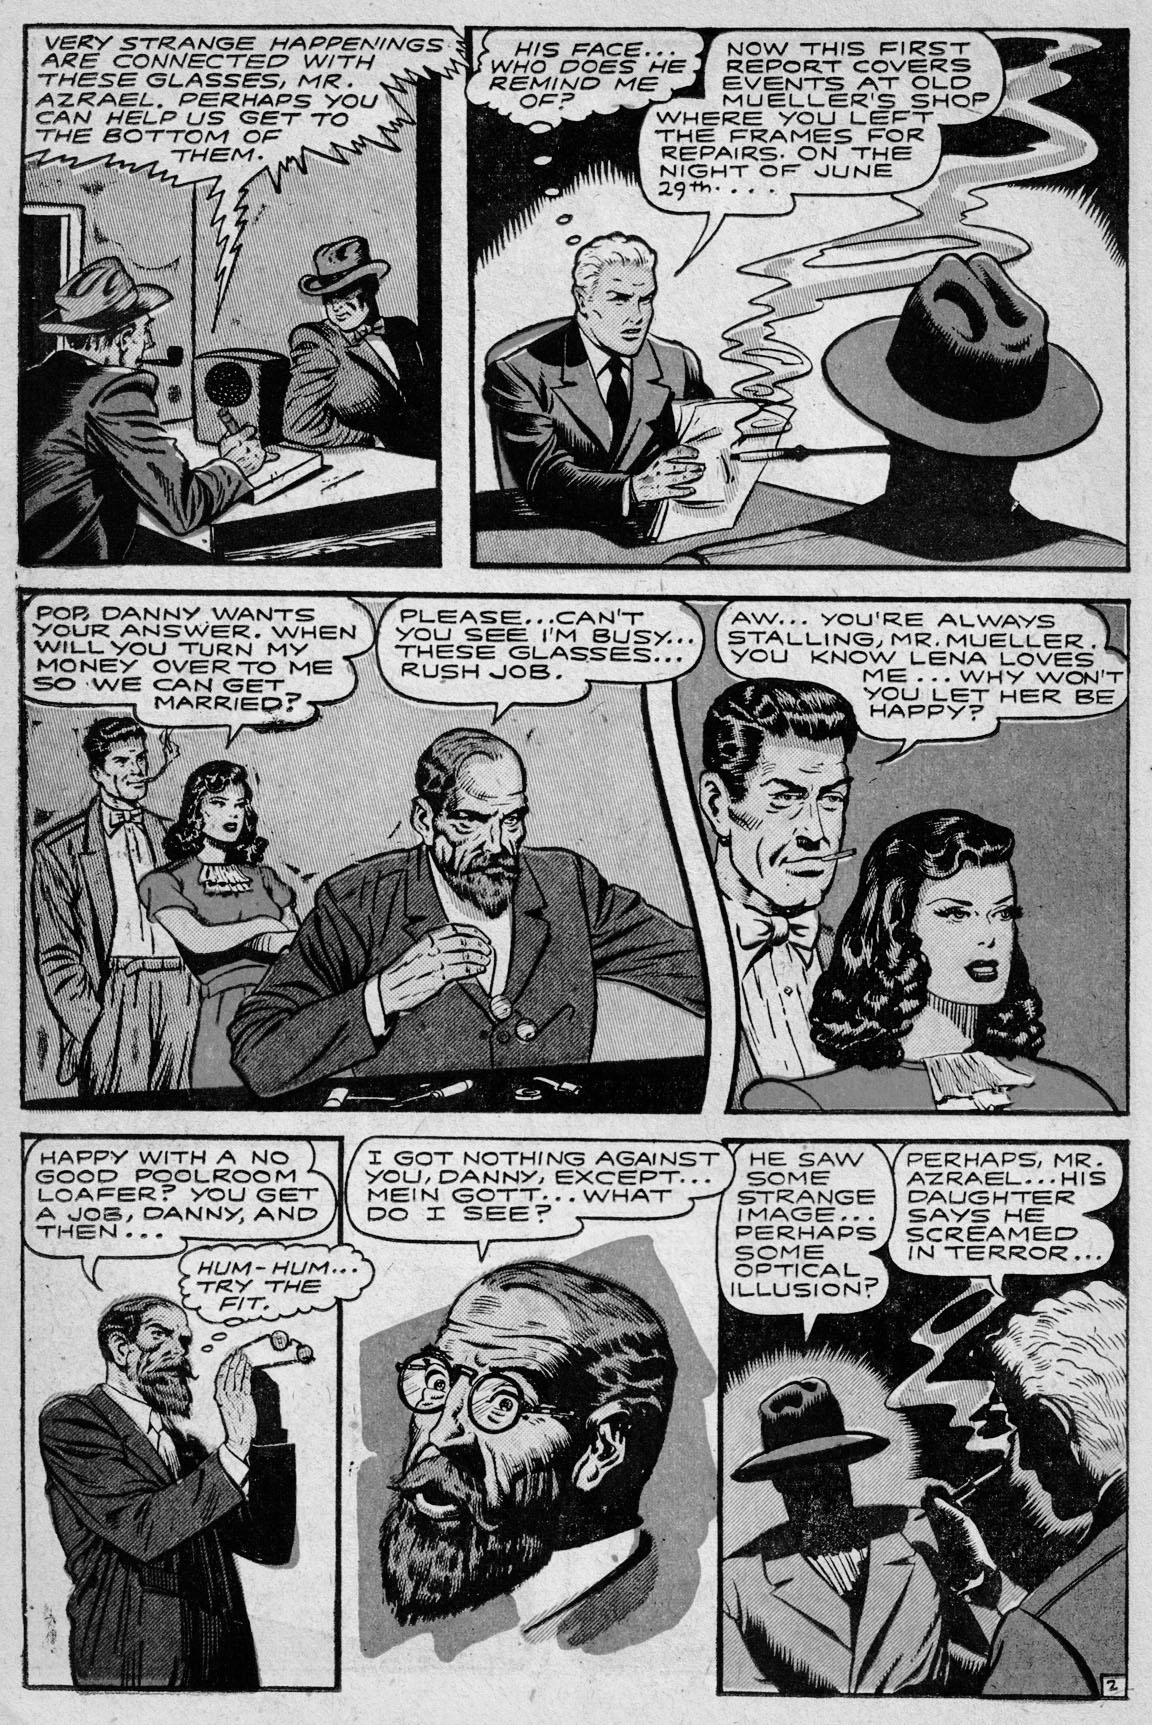 VERY STRANGE HAPPENINGS
ARE CONNECTED WITH
THESE GLASSES, MR.
AZRAEL. PERHAPS YOU
CAN HELP US GET TO
THE BOTTOM OF
THEM.
HIS FACE...
WHO DOES HE
REMIND ME
OF?
NOW THIS FIRST
REPORT COVERS
EVENTS AT OLD
MUELLER'S SHOP
WHERE YOU LEFT
THE FRAMES FOR
REPAIRS. ON THE
NIGHT OF JUNE
29th....
POP, DANNY WANTS
YOUR ANSWER. WHEN
WILL YOU TURN MY
MONEY OVER TO ME
SO WE CAN GET
MARRIED?
PLEASE...CAN'T
YOU SEE I'M BUSY...
THESE GLASSES...
RUSH JOB.
AW... YOU'RE ALWAYS
STALLING, MR. MUELLER.
YOU KNOW LENA LOVES
ME... WHY WON'T
YOU LET HER BE
HAPPY?
HAPPY WITH A NO
GOOD POOLROOM
LOAFER? YOU GET
A JOB, DANNY, AND
THEN...
HUM-HUM...
TRY THE
FIT.
I GOT NOTHING AGAINST
YOU, DANNY, EXCEPT...
MEIN GOTT... WHAT
DO I SEE?
HE SAW
SOME
STRANGE
IMAGE...
PERHAPS
SOME
OPTICAL
ILLUSION?
PERHAPS, MR.
AZRAEL...HIS
DAUGHTER
SAYS HE
SCREAMED
IN TERROR...
2